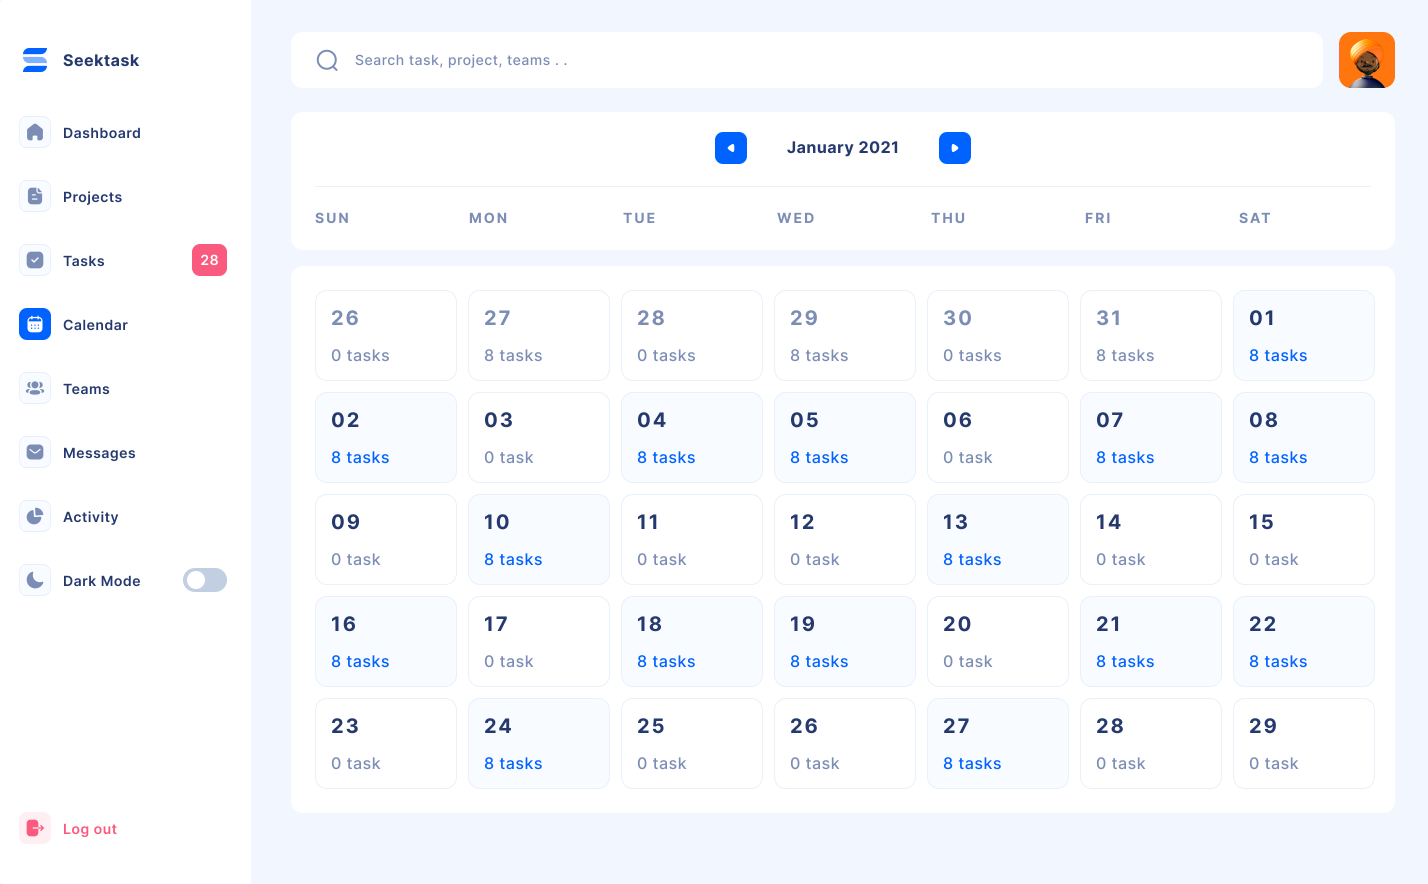 Seektask
Dashboard
Projects
Tasks 28
Calendar
Teams
Messages
Activity
Dark Mode
Log out
Search task, project, teams . .
January 2021
SUN MON TUE WED THU FRI SAT
26 27 28 29 30 31 01
0 tasks 8 tasks 0 tasks 8 tasks 0 tasks 8 tasks 8 tasks
02 03 04 05 06 07 08
8 tasks 0 task 8 tasks 8 tasks 0 task 8 tasks 8 tasks
09 10 11 12 13 14 15
0 task 8 tasks 0 task 0 task 8 tasks 0 task 0 task
16 17 18 19 20 21 22
8 tasks 0 task 8 tasks 8 tasks 0 task 8 tasks 8 tasks
23 24 25 26 27 28 29
0 task 8 tasks 0 task 0 task 8 tasks 0 task 0 task